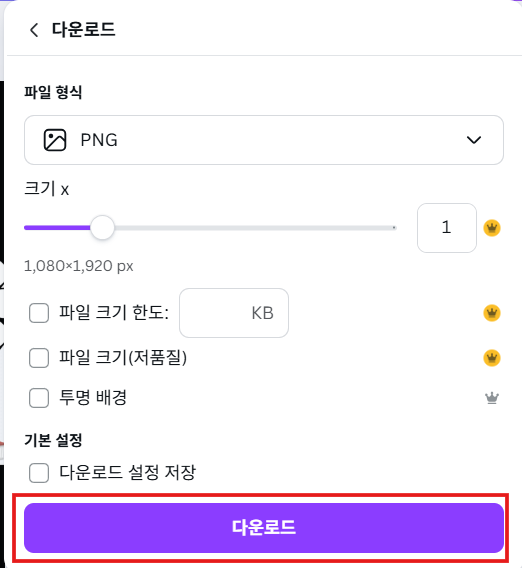 다운로드
파일 형식
PNG
크기 x
1
1,080×1,920 px
파일 크기 한도: KB
파일 크기(저품질)
투명 배경
기본 설정
다운로드 설정 저장
다운로드